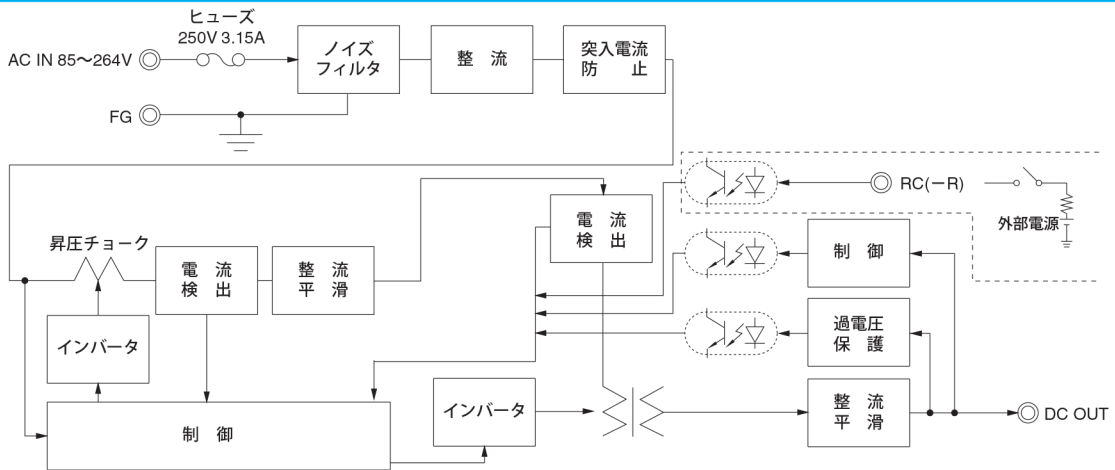 ヒューズ
250V 3.15A
AC IN 85〜264V
ノイズ
フィルタ
整 流
突入電流
防 止
FG
RC(−R)
外部電源
電 流
検 出
昇圧チョーク
電 流
検 出
整 流
平 滑
制 御
インバータ
過電圧
保 護
制 御
インバータ
整 流
平 滑
DC OUT